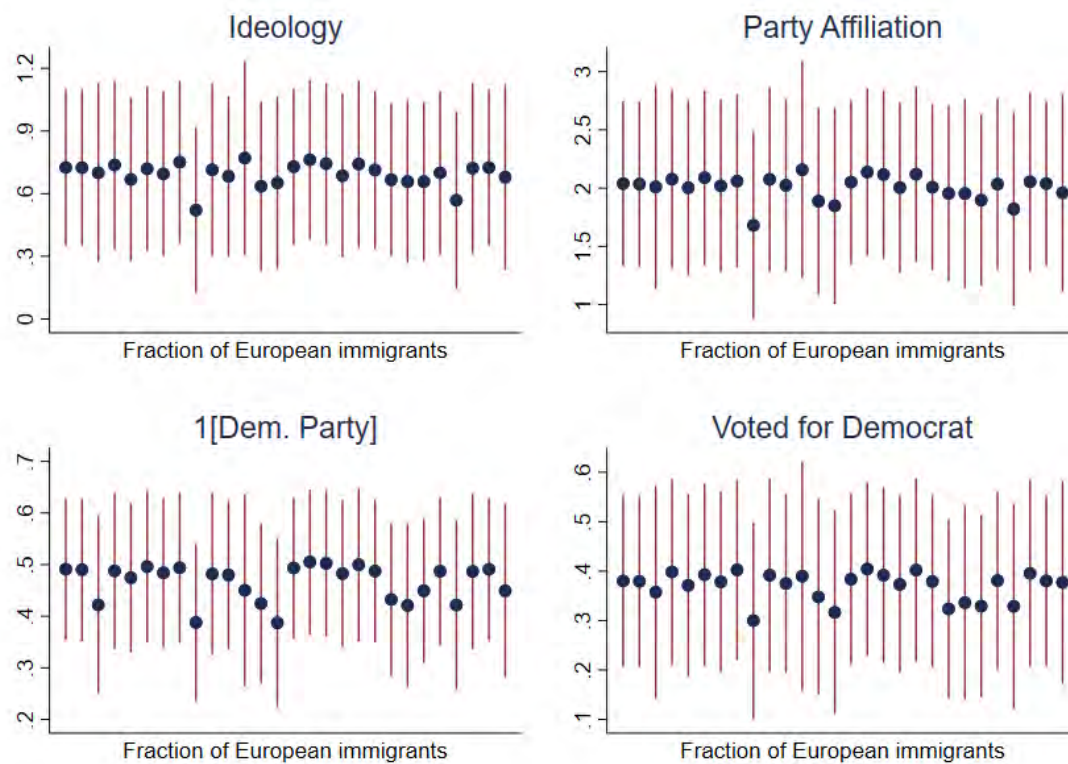 Ideology
1.2
.9
.6
.3
0
Fraction of European immigrants
Party Affiliation
3
2.5
2
1.5
1
Fraction of European immigrants
1[Dem. Party]
.7
.6
.5
.4
.3
.2
Fraction of European immigrants
Voted for Democrat
.6
.5
.4
.3
.2
.1
Fraction of European immigrants